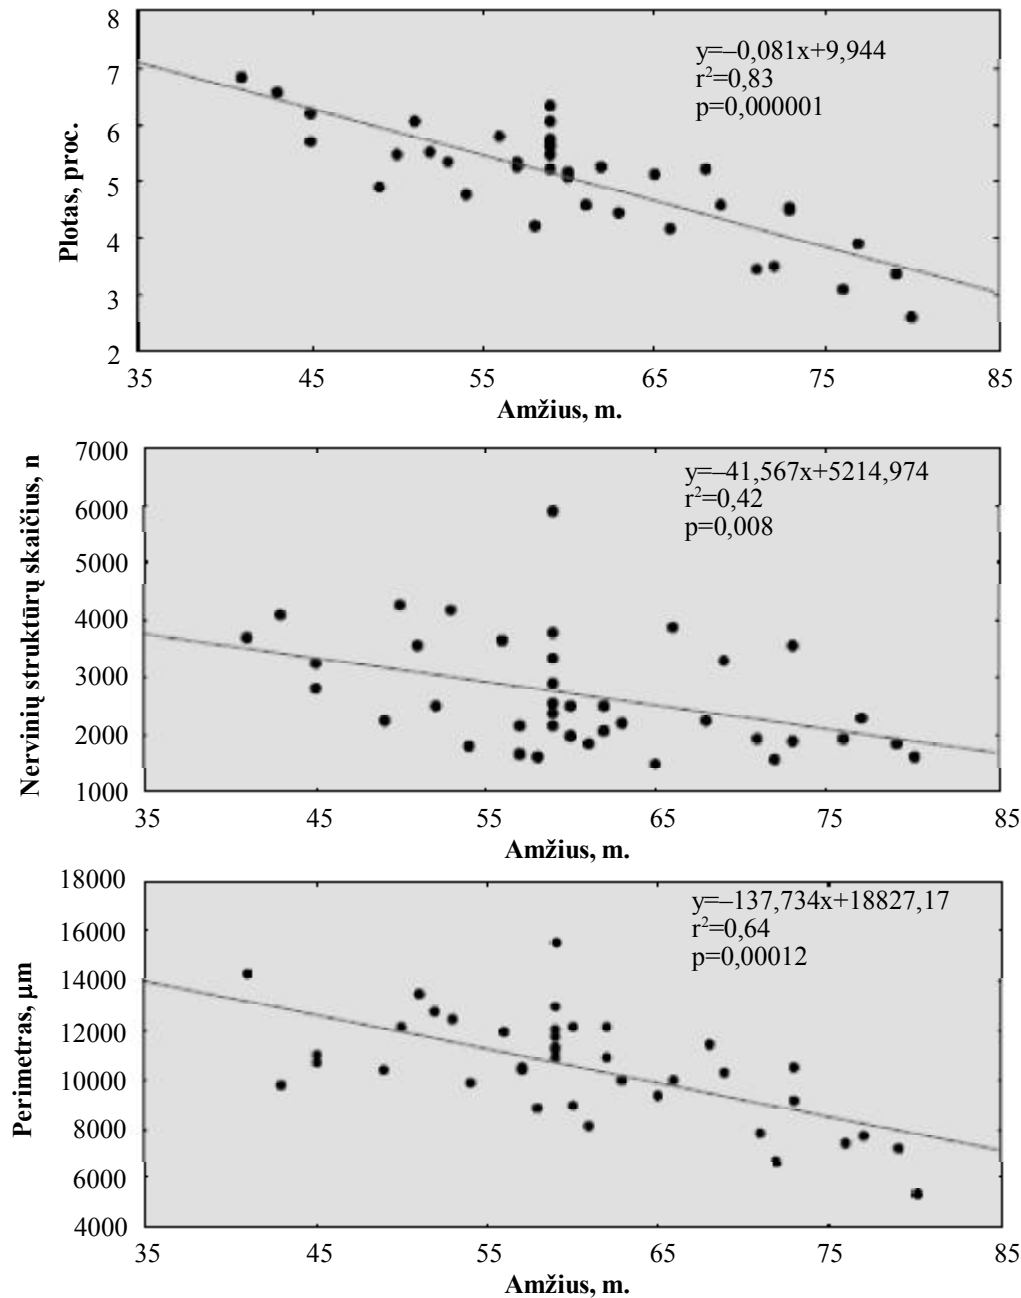 8
7
6
5
4
3
2
Plotas, proc.
y=–0,081x+9,944
r²=0,83
p=0,000001
35 45 55 65 75 85
Amžius, m.
7000
6000
5000
4000
3000
2000
1000
Nervinių struktūrų skaičius, n
y=–41,567x+5214,974
r²=0,42
p=0,008
35 45 55 65 75 85
Amžius, m.
18000
16000
14000
12000
10000
8000
6000
4000
Perimetras, µm
y=–137,734x+18827,17
r²=0,64
p=0,00012
35 45 55 65 75 85
Amžius, m.